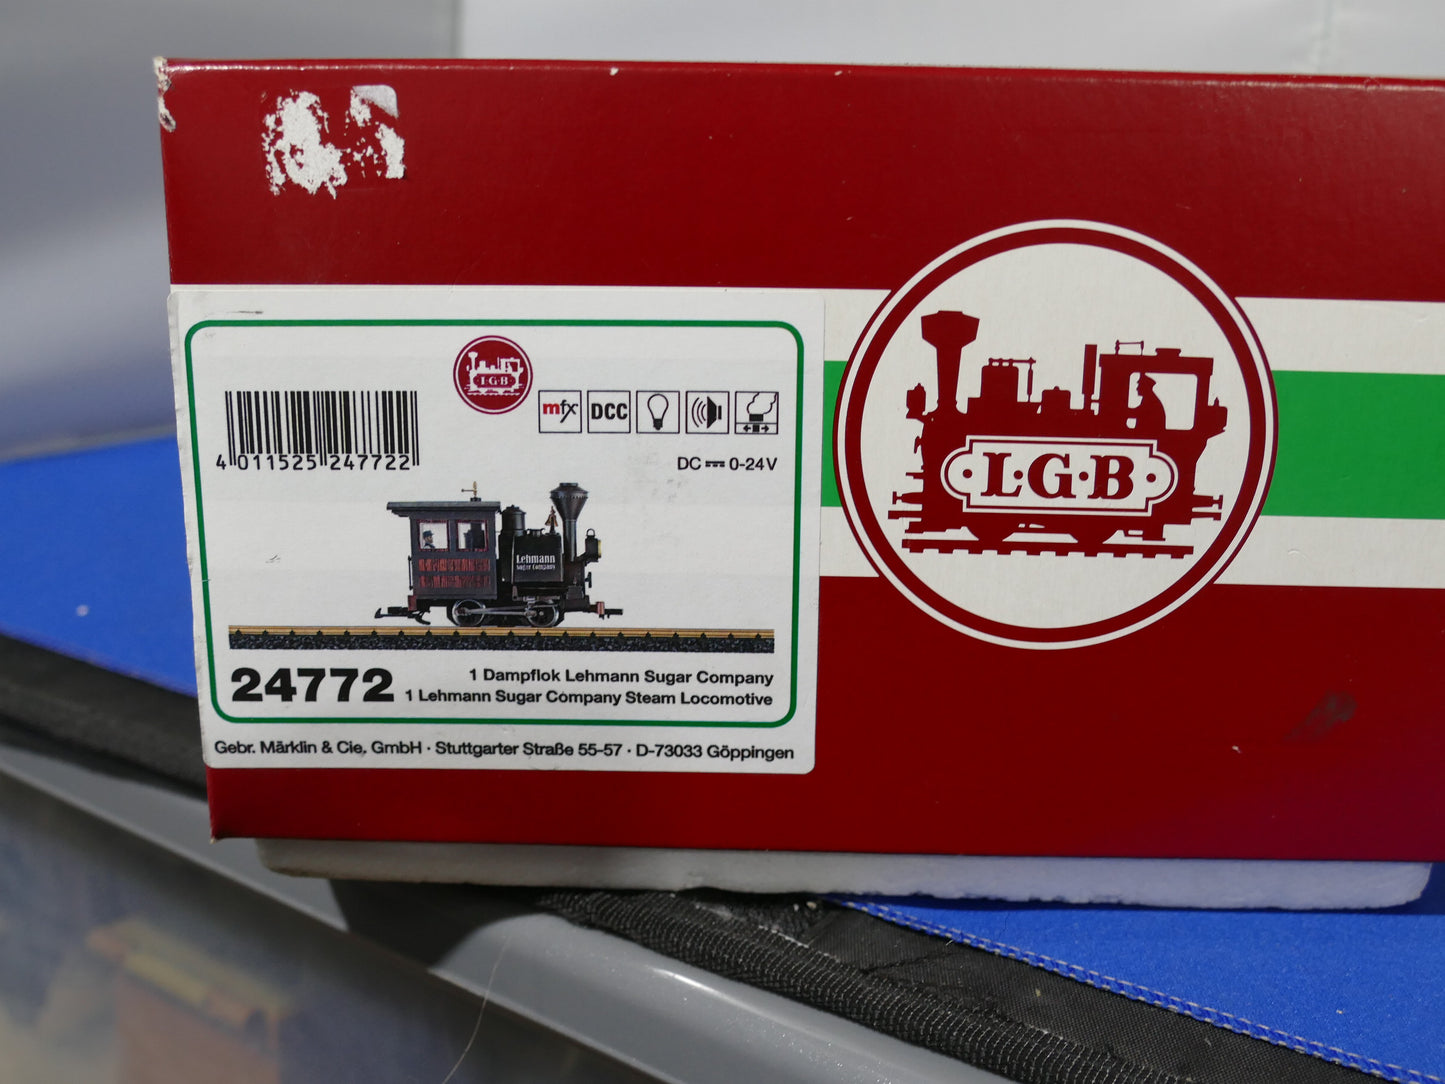 L·G·B
mfx
DCC
4 011525 247722
DC 0-24V
Lehmann
Sugar Company
24772
1 Dampflok Lehmann Sugar Company
1 Lehmann Sugar Company Steam Locomotive
Gebr. Märklin & Cie. GmbH · Stuttgarter Straße 55-57 · D-73033 Göppingen
L·G·B